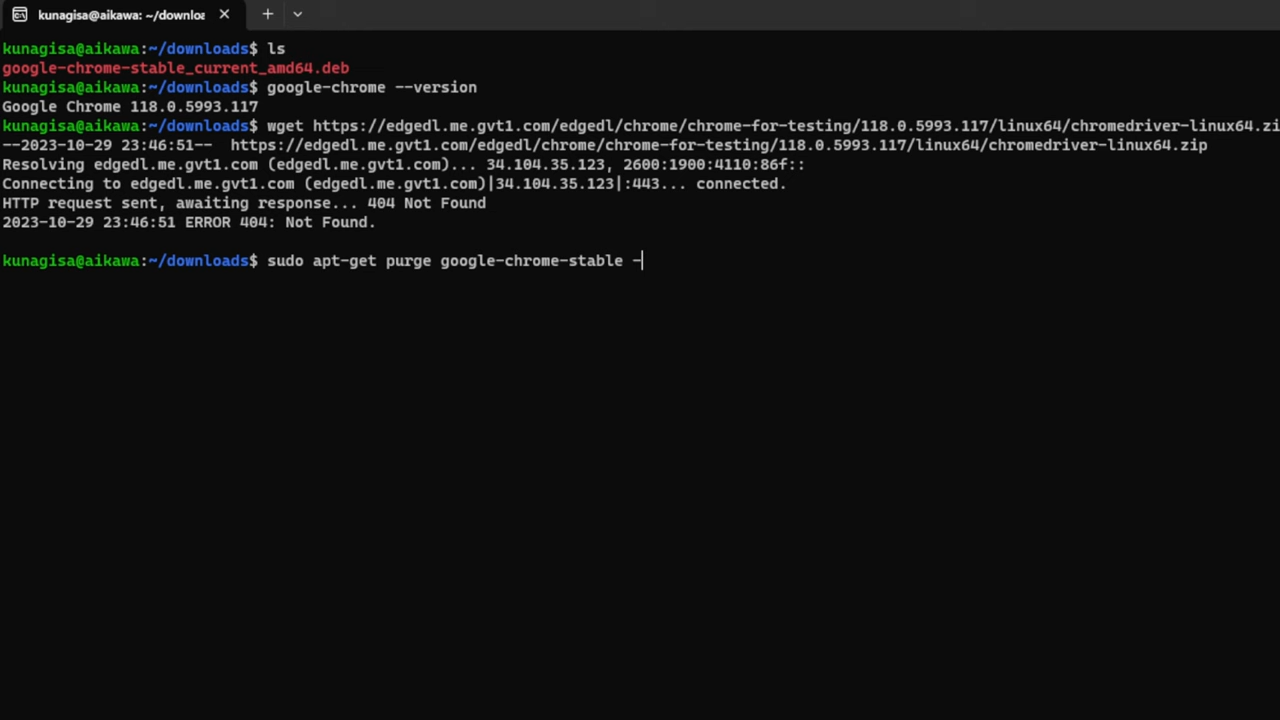 kunagisa@aikawa: ~/downloa
kunagisa@aikawa:~/downloads$ ls
google-chrome-stable_current_amd64.deb
kunagisa@aikawa:~/downloads$ google-chrome --version
Google Chrome 118.0.5993.117
kunagisa@aikawa:~/downloads$ wget https://edgedl.me.gvt1.com/edgedl/chrome/chrome-for-testing/118.0.5993.117/linux64/chromedriver-linux64.zi
--2023-10-29 23:46:51--  https://edgedl.me.gvt1.com/edgedl/chrome/chrome-for-testing/118.0.5993.117/linux64/chromedriver-linux64.zip
Resolving edgedl.me.gvt1.com (edgedl.me.gvt1.com)... 34.104.35.123, 2600:1900:4110:86f::
Connecting to edgedl.me.gvt1.com (edgedl.me.gvt1.com)|34.104.35.123|:443... connected.
HTTP request sent, awaiting response... 404 Not Found
2023-10-29 23:46:51 ERROR 404: Not Found.
kunagisa@aikawa:~/downloads$ sudo apt-get purge google-chrome-stable -